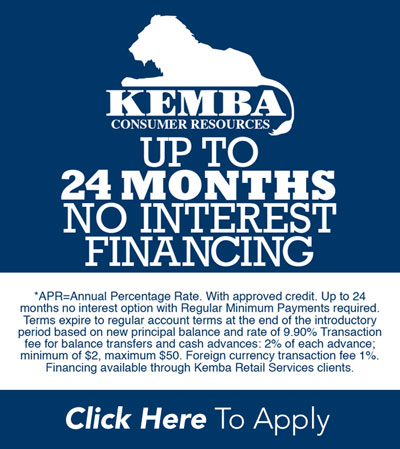 KEMBA
CONSUMER RESOURCES
UP TO
24 MONTHS
NO INTEREST
FINANCING
*APR=Annual Percentage Rate. With approved credit. Up to 24
months no interest option with Regular Minimum Payments required.
Terms expire to regular account terms at the end of the introductory
period based on new principal balance and rate of 9.90% Transaction
fee for balance transfers and cash advances: 2% of each advance;
minimum of $2, maximum $50. Foreign currency transaction fee 1%.
Financing available through Kemba Retail Services clients.
Click Here To Apply